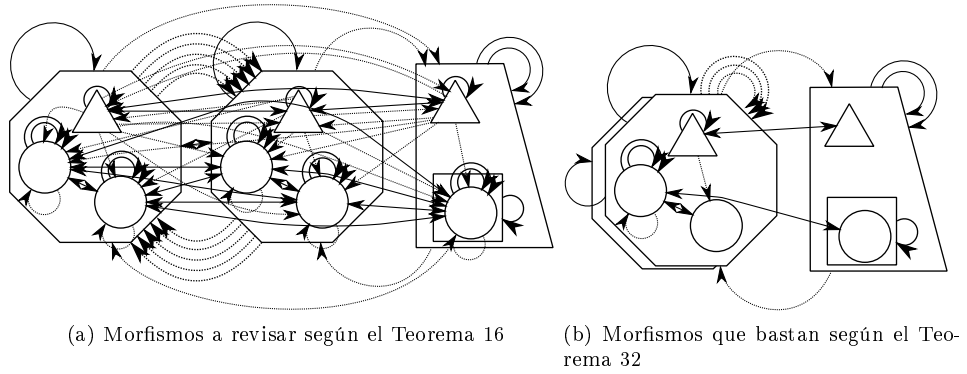 (a) Morfismos a revisar según el Teorema 16
(b) Morfismos que bastan según el Teo-
rema 32